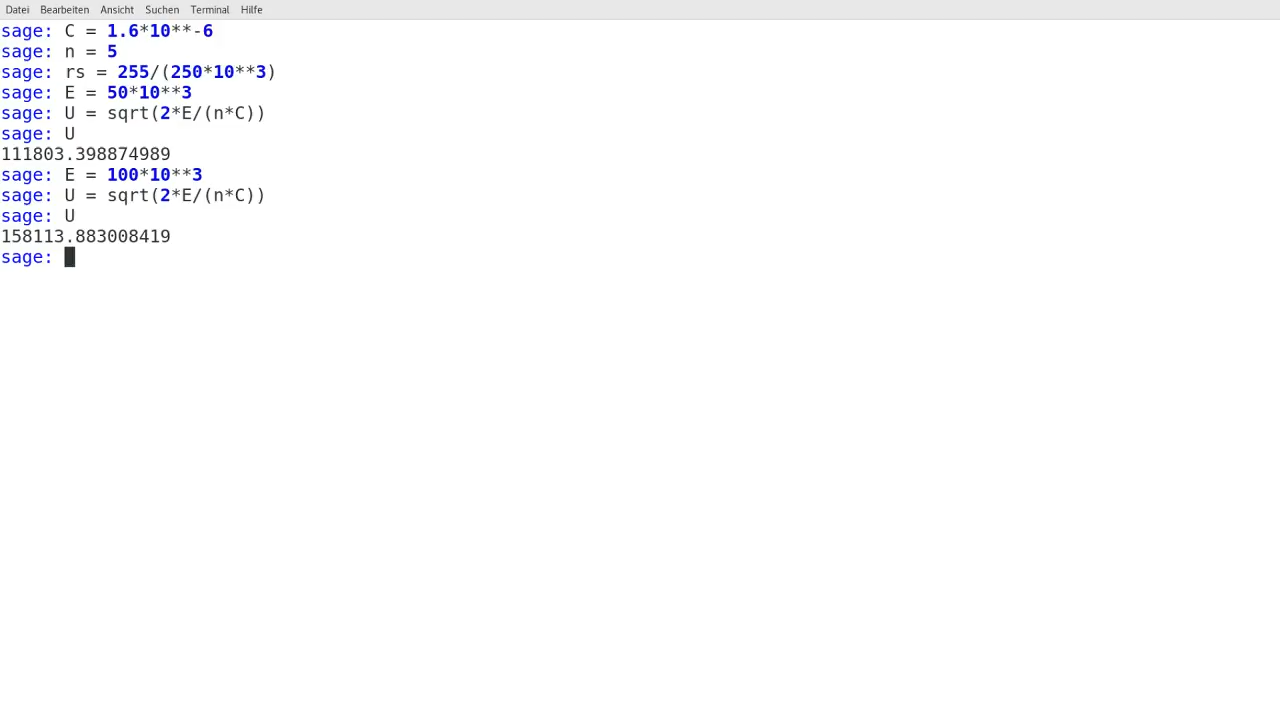 Datei Bearbeiten Ansicht Suchen Terminal Hilfe
sage: C = 1.6*10**-6
sage: n = 5
sage: rs = 255/(250*10**3)
sage: E = 50*10**3
sage: U = sqrt(2*E/(n*C))
sage: U
111803.398874989
sage: E = 100*10**3
sage: U = sqrt(2*E/(n*C))
sage: U
158113.883008419
sage: